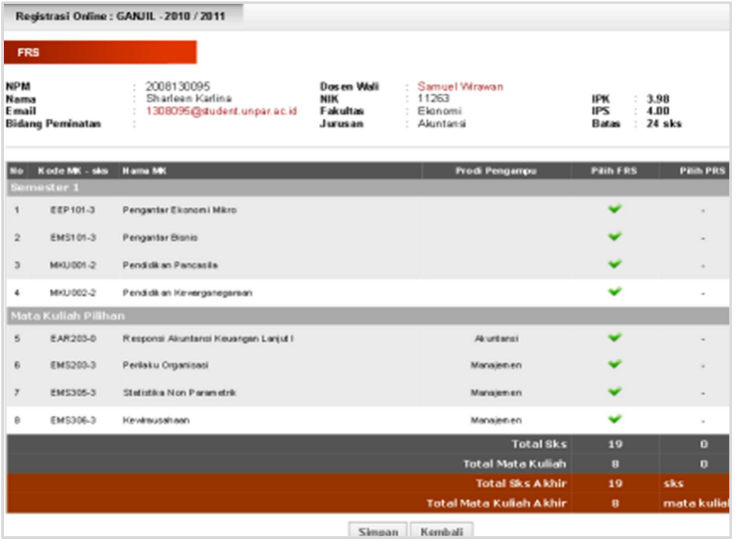 Registrasi Online : GANJIL - 2010 / 2011
FRS
NPM : 2008130095 Dosen Wali : Samuel Wirawan
Nama : Sharleen Karlina NIK : 11263 IPK : 3.98
Email : 1308095@student.unpar.ac.id Fakultas : Ekonomi IPS : 4.00
Bidang Peminatan : Jurusan : Akuntansi Batas : 24 sks
No Kode MK - sks Nama MK Prodi Pengampu Pilih FRS Pilih PRS
Semester 1
1 EEP101-3 Pengantar Ekonomi Mikro -
2 EMS101-3 Pengantar Bisnis -
3 MKU001-2 Pendidikan Pancasila -
4 MKU002-2 Pendidikan Kewarganegaraan -
Mata Kuliah Pilihan
5 EAR203-0 Responsi Akuntansi Keuangan Lanjut I Akuntansi -
6 EMS203-3 Perilaku Organisasi Manajemen -
7 EMS305-3 Statistika Non Parametrik Manajemen -
8 EMS306-3 Kewirausahaan Manajemen -
Total Sks 19 0
Total Mata Kuliah 8 0
Total Sks Akhir 19 sks
Total Mata Kuliah Akhir 8 mata kuliah
Simpan Kembali